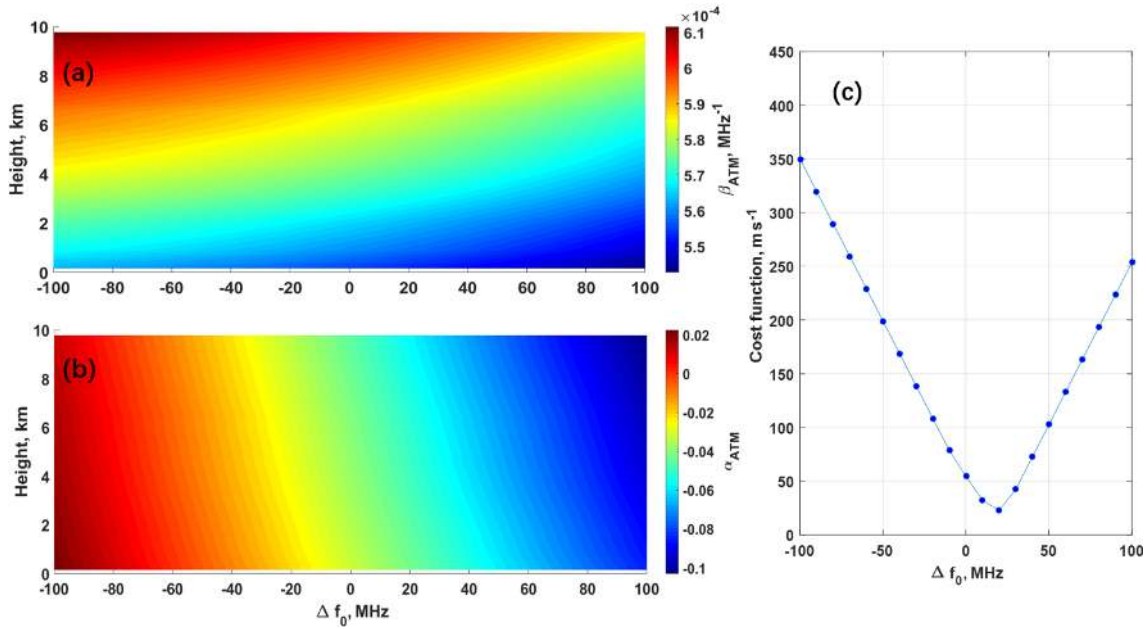 ×10⁻⁴
(a)
10
8
6
4
2
0
Height, km
-100 -80 -60 -40 -20 0 20 40 60 80 100
6.1
6
5.9
5.8
5.7
5.6
5.5
β_ATM, MHz⁻¹
(b)
10
8
6
4
2
0
Height, km
-100 -80 -60 -40 -20 0 20 40 60 80 100
Δ f₀, MHz
0.02
0
-0.02
-0.04
-0.06
-0.08
-0.1
α_ATM
(c)
450
400
350
300
250
200
150
100
50
0
Cost function, m s⁻¹
-100 -50 0 50 100
Δ f₀, MHz